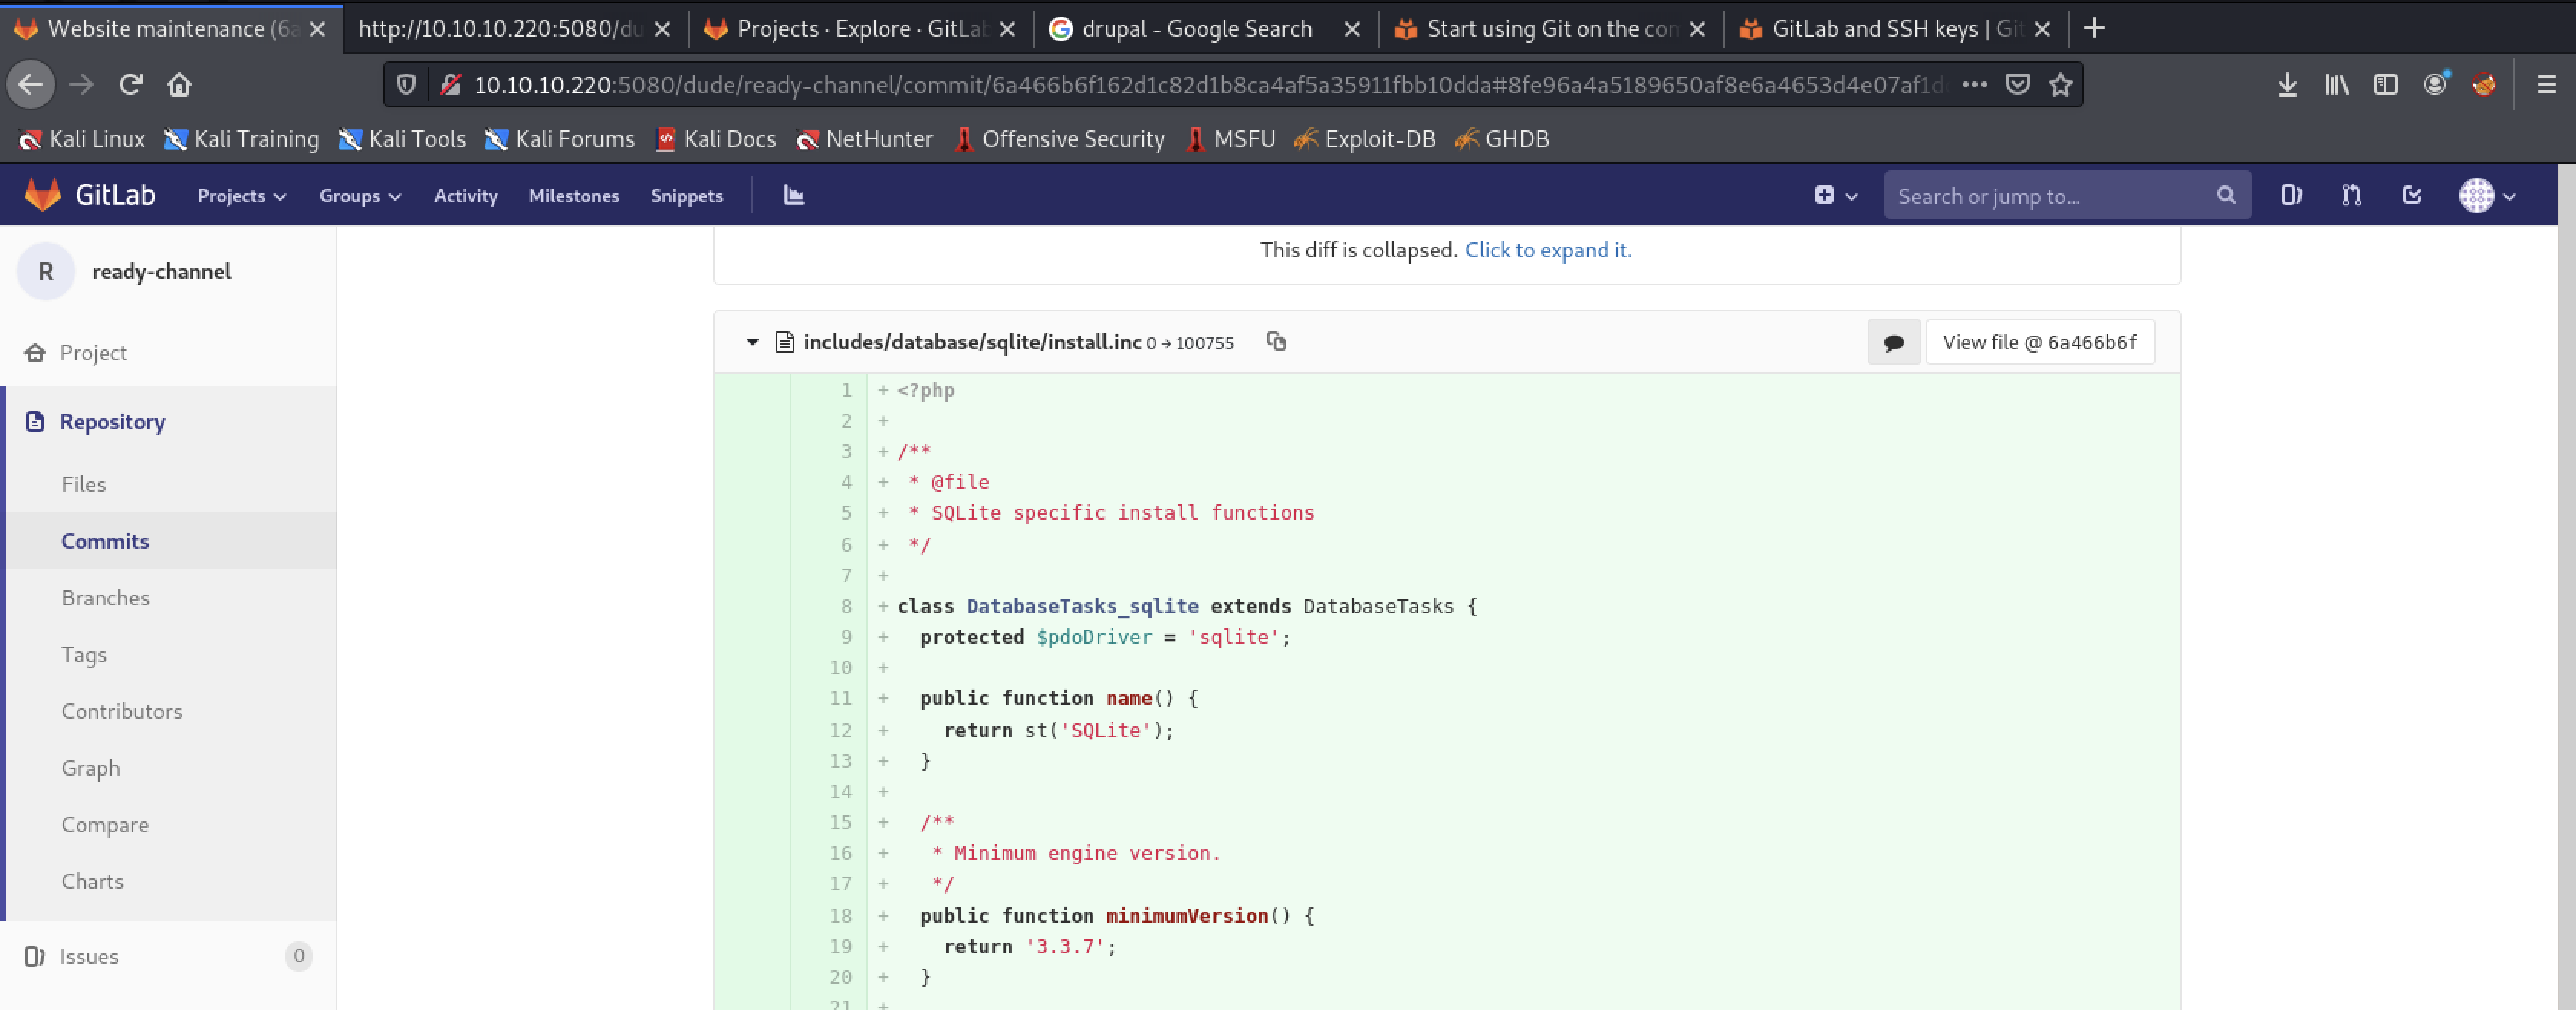 Website maintenance (6a
http://10.10.10.220:5080/du
Projects · Explore · GitLab
drupal - Google Search
Start using Git on the con
GitLab and SSH keys | Git
10.10.10.220:5080/dude/ready-channel/commit/6a466b6f162d1c82d1b8ca4af5a35911fbb10dda#8fe96a4a5189650af8e6a4653d4e07af1d
Kali Linux
Kali Training
Kali Tools
Kali Forums
Kali Docs
NetHunter
Offensive Security
MSFU
Exploit-DB
GHDB
GitLab
Projects
Groups
Activity
Milestones
Snippets
Search or jump to...
R
ready-channel
Project
Repository
Files
Commits
Branches
Tags
Contributors
Graph
Compare
Charts
Issues
0
This diff is collapsed. Click to expand it.
includes/database/sqlite/install.inc 0 → 100755
View file @ 6a466b6f
1 + <?php
2 +
3 + /**
4 + * @file
5 + * SQLite specific install functions
6 + */
7 +
8 + class DatabaseTasks_sqlite extends DatabaseTasks {
9 + protected $pdoDriver = 'sqlite';
10 +
11 + public function name() {
12 + return st('SQLite');
13 + }
14 +
15 + /**
16 + * Minimum engine version.
17 + */
18 + public function minimumVersion() {
19 + return '3.3.7';
20 + }
21 +